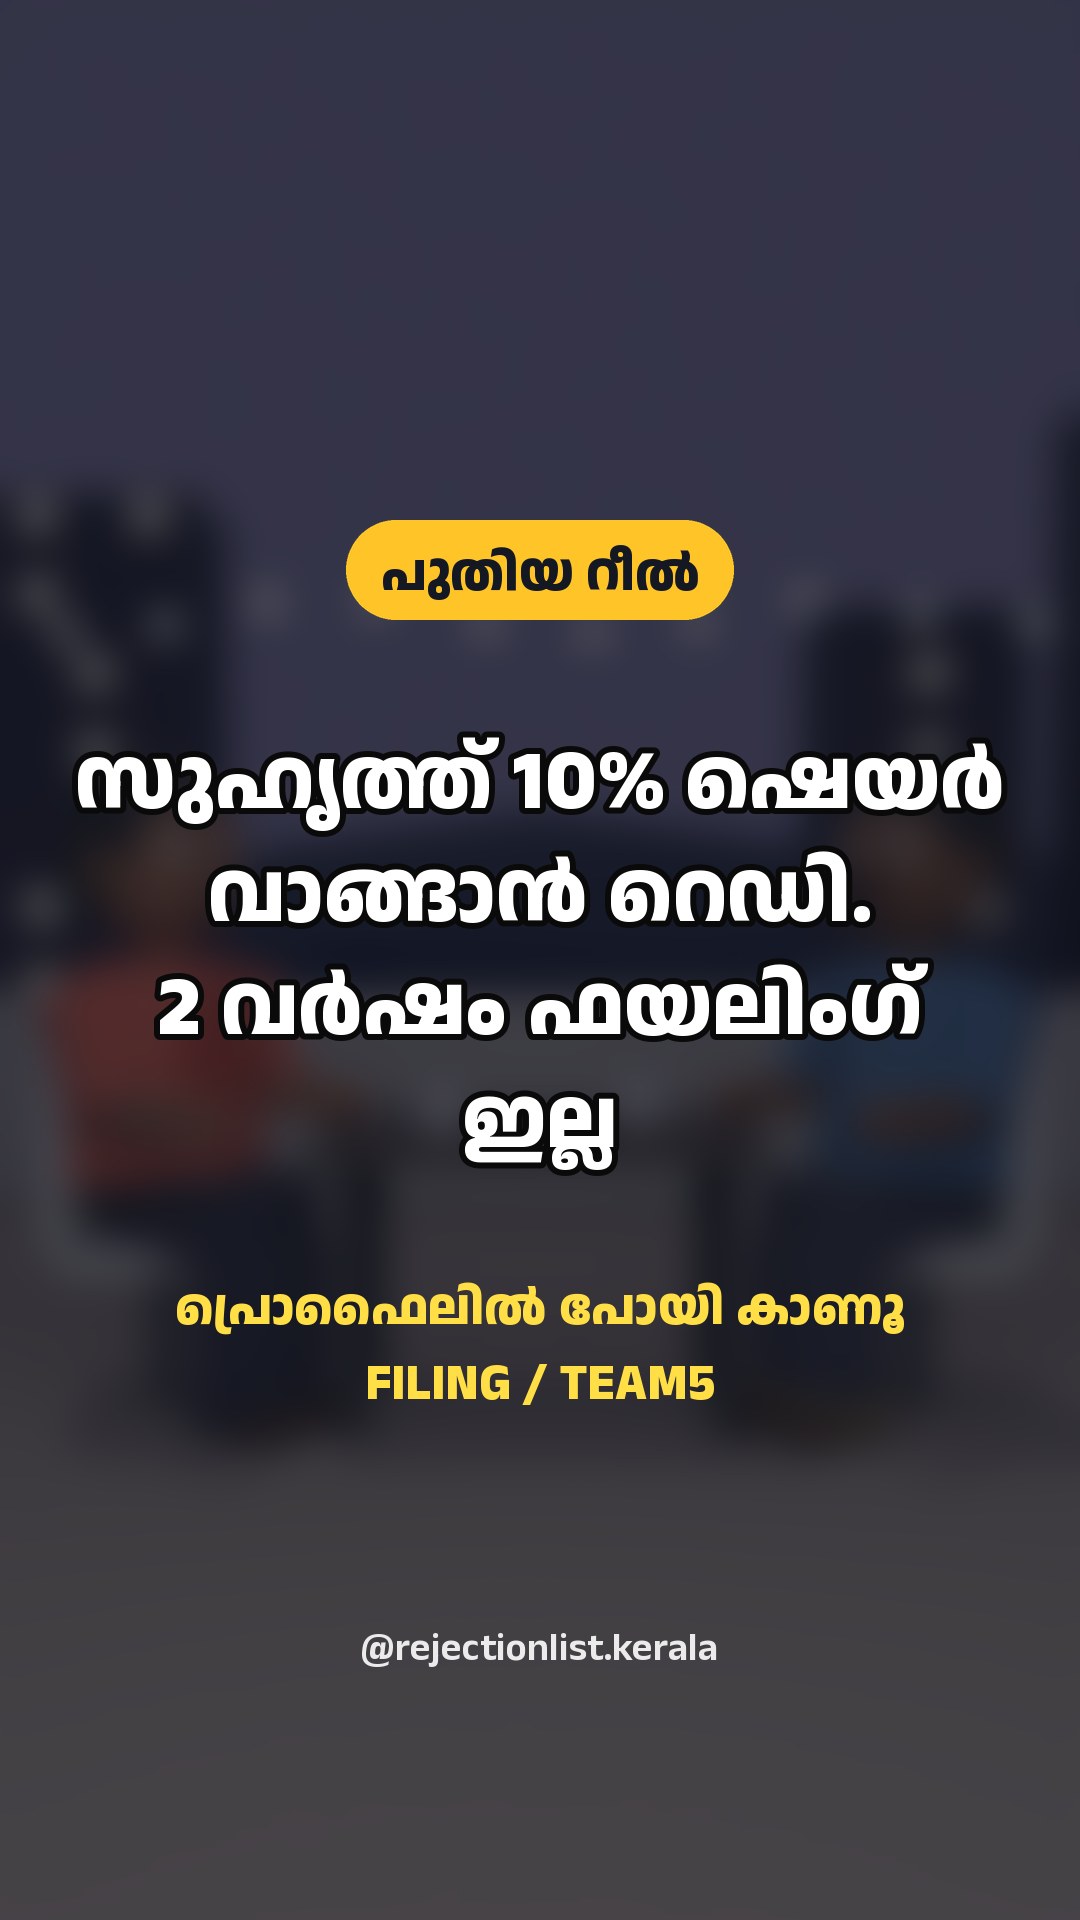 പുതിയ റീൽ
സുഹൃത്ത് 10% ഷെയർ
വാങ്ങാൻ റെഡി.
2 വർഷം ഫയലിംഗ്
ഇല്ല
പ്രൊഫൈലിൽ പോയി കാണൂ
FILING / TEAM5
@rejectionlist.kerala